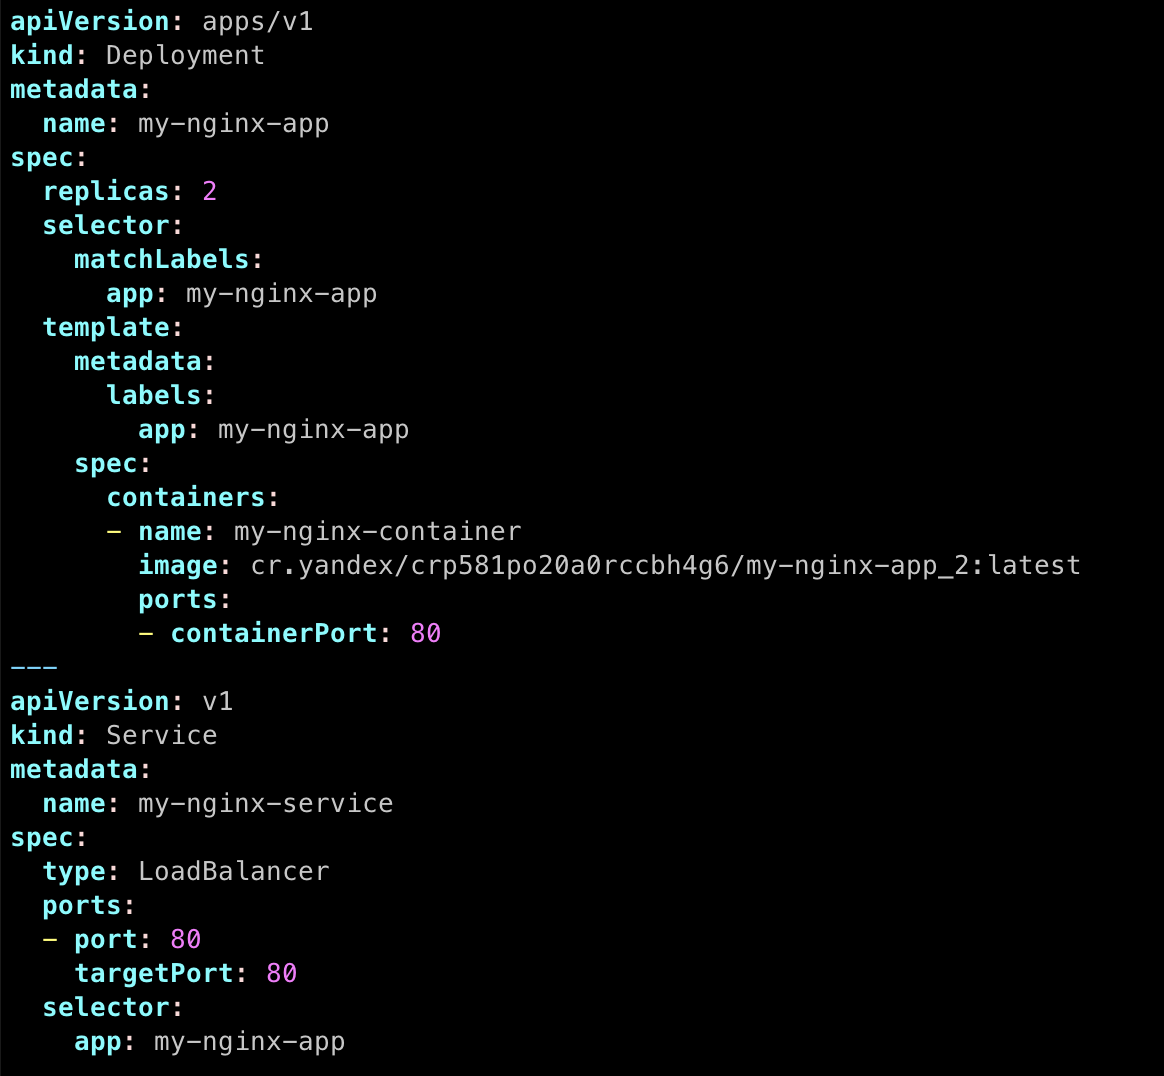 apiVersion: apps/v1
kind: Deployment
metadata:
  name: my-nginx-app
spec:
  replicas: 2
  selector:
    matchLabels:
      app: my-nginx-app
  template:
    metadata:
      labels:
        app: my-nginx-app
    spec:
      containers:
      - name: my-nginx-container
        image: cr.yandex/crp581po20a0rccbh4g6/my-nginx-app_2:latest
        ports:
        - containerPort: 80
---
apiVersion: v1
kind: Service
metadata:
  name: my-nginx-service
spec:
  type: LoadBalancer
  ports:
  - port: 80
    targetPort: 80
  selector:
    app: my-nginx-app